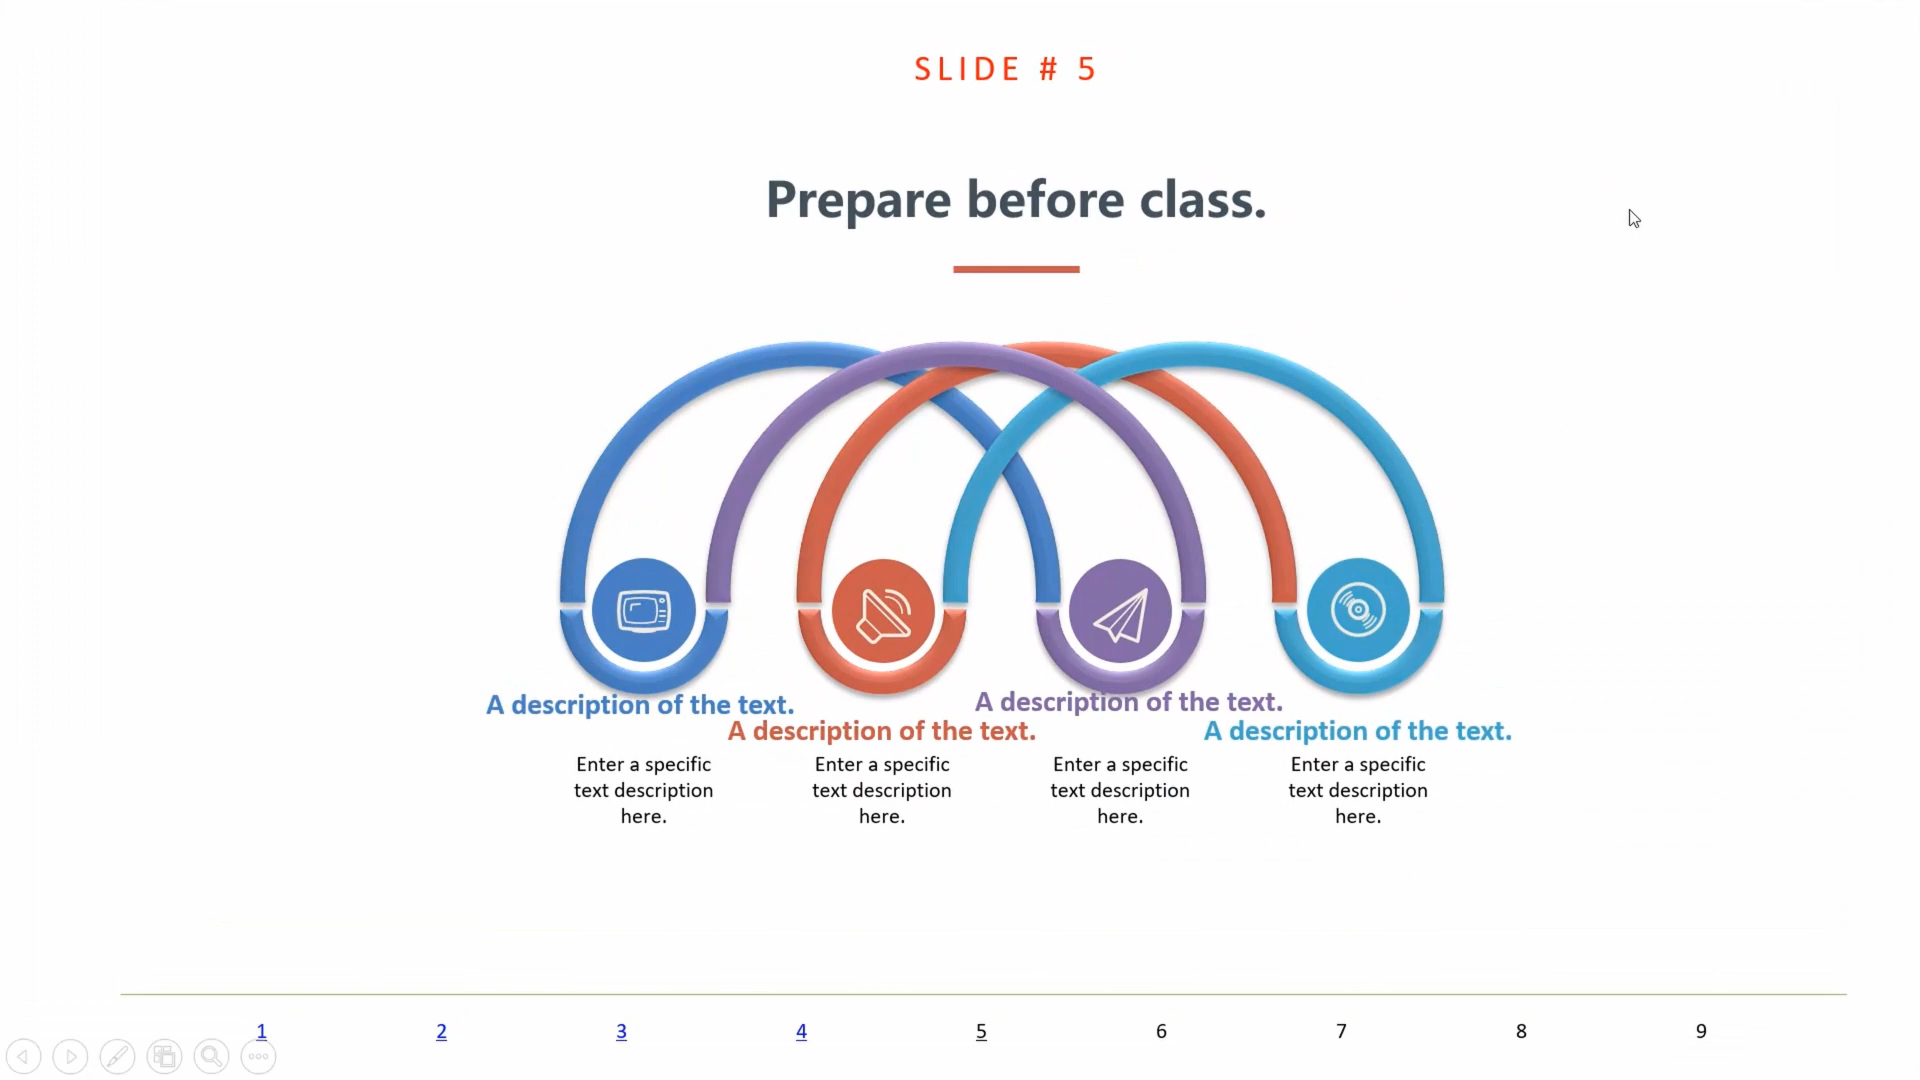 SLIDE # 5
Prepare before class.
A description of the text.
A description of the text.
A description of the text.
A description of the text.
Enter a specific
text description
here.
Enter a specific
text description
here.
Enter a specific
text description
here.
Enter a specific
text description
here.
1 2 3 4 5 6 7 8 9